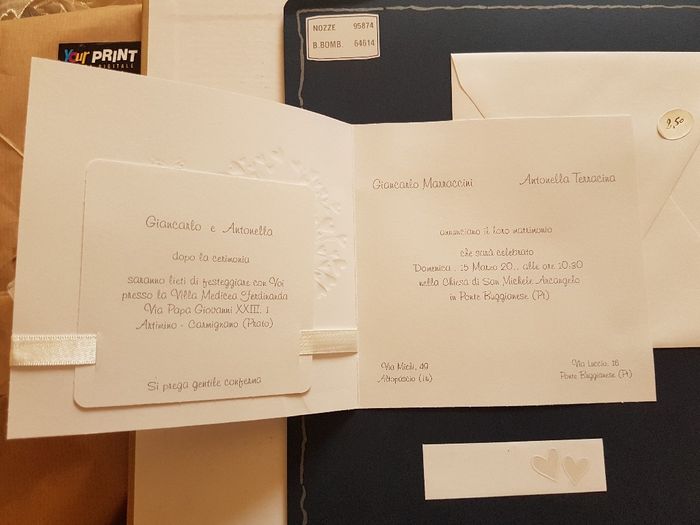 Your PRINT
DIGITALE
NOZZE 95874
B.BOMB. 64614
2,50
Giancarlo e Antonella
dopo la cerimonia
saranno lieti di festeggiare con Voi
presso la Villa Medicea Ferdinanda
Via Papa Giovanni XXIII, 1
Artimino - Carmignano (Prato)
Si prega gentile conferma
Giancarlo Marraccini Antonella Terracina
annunciano il loro matrimonio
che sarà celebrato
Domenica, 15 Marzo 20.. alle ore 10.30
nella Chiesa di San Michele Arcangelo
in Ponte Buggianese (Pt)
Via Michi, 49
Altopascio (Lu)
Via Luccio, 16
Ponte Buggianese (Pt)